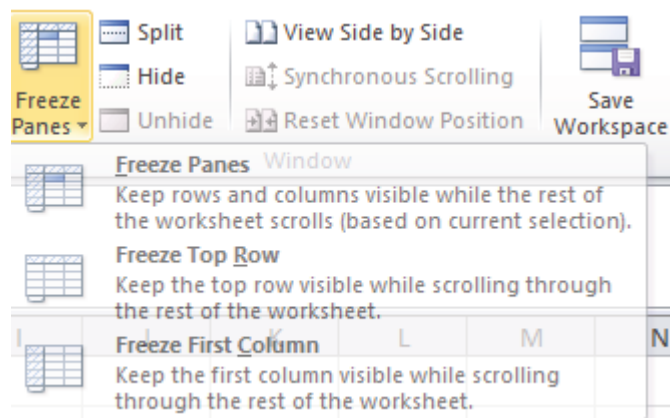 Split
View Side by Side
Hide
Synchronous Scrolling
Freeze
Panes
Unhide
Reset Window Position
Save
Workspace
Window
Freeze Panes
Keep rows and columns visible while the rest of
the worksheet scrolls (based on current selection).
Freeze Top Row
Keep the top row visible while scrolling through
the rest of the worksheet.
I K L M N
Freeze First Column
Keep the first column visible while scrolling
through the rest of the worksheet.